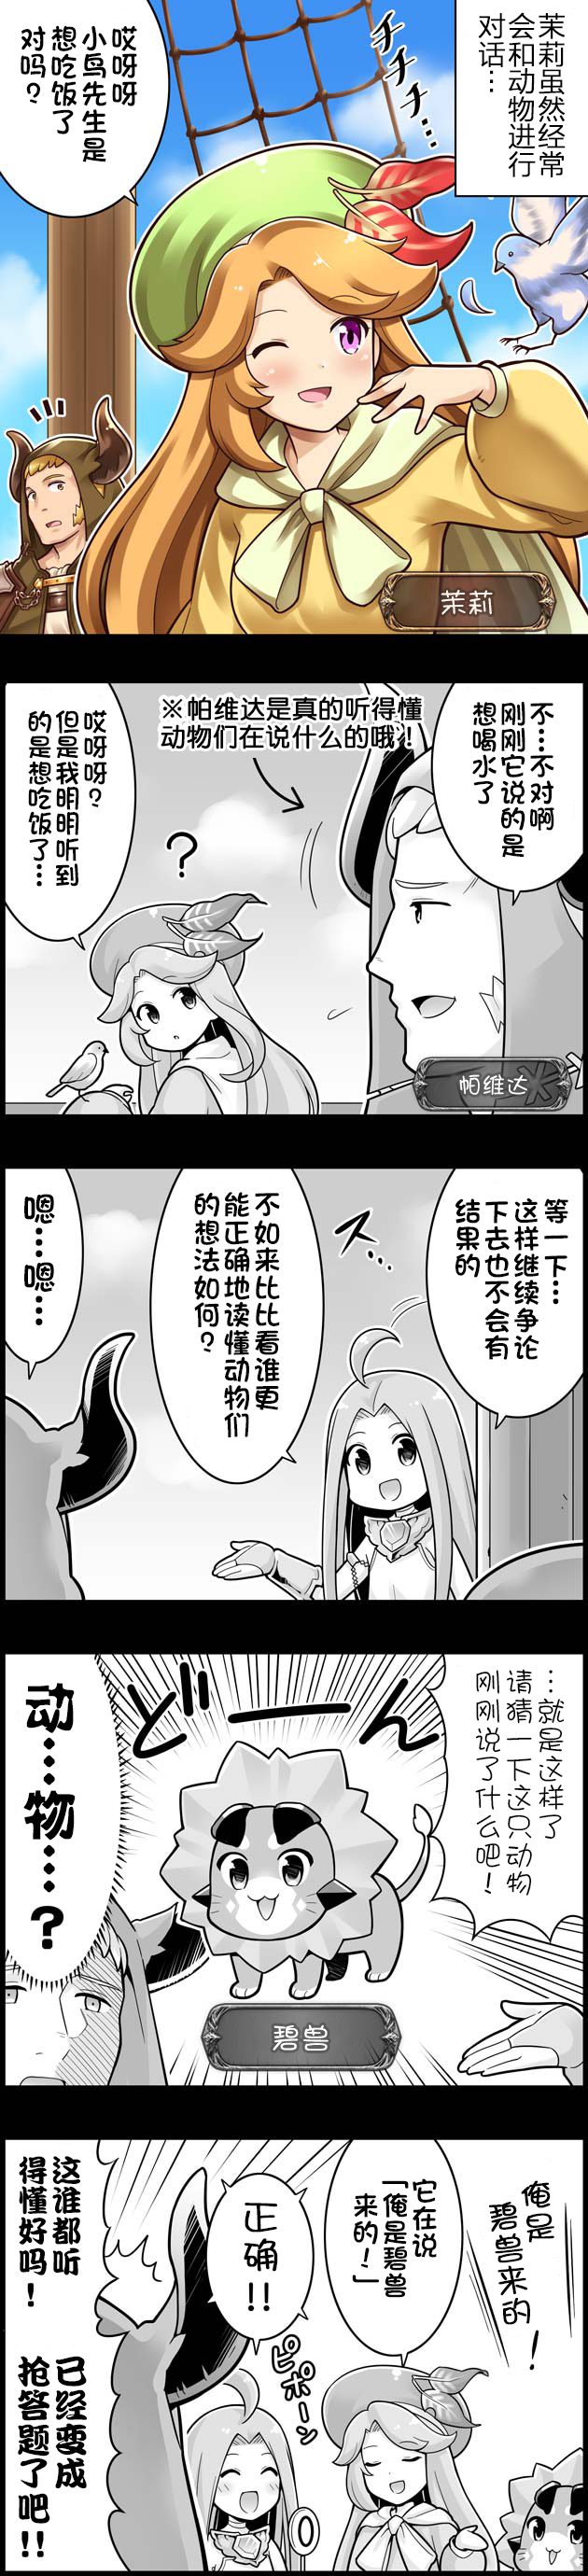 茉莉虽然经常
会和动物进行
对话…
チチチ…
哎呀呀
小鸟先生是
想吃饭了
对吗?
茉莉
不…不对啊
刚刚它说的是
想喝水了
※帕维达是真的听得懂
动物们在说什么的哦!
哎呀呀?
但是我明明听到
的是想吃饭了…
?
帕维达
等一下…
这样继续争论
下去也不会有
结果的
ス…
不如来比比看谁更
能正确地读懂动物们
的想法如何?
嗯…嗯…
…就是这样了
请猜一下这只动物
刚刚说了什么吧!
どーん
动…物…?
碧兽
俺是
碧兽来的!
它在说
「俺是碧兽
来的!」
正确!!
ピポーン
这谁都听
得懂好吗!
已经变成
抢答题了吧!!